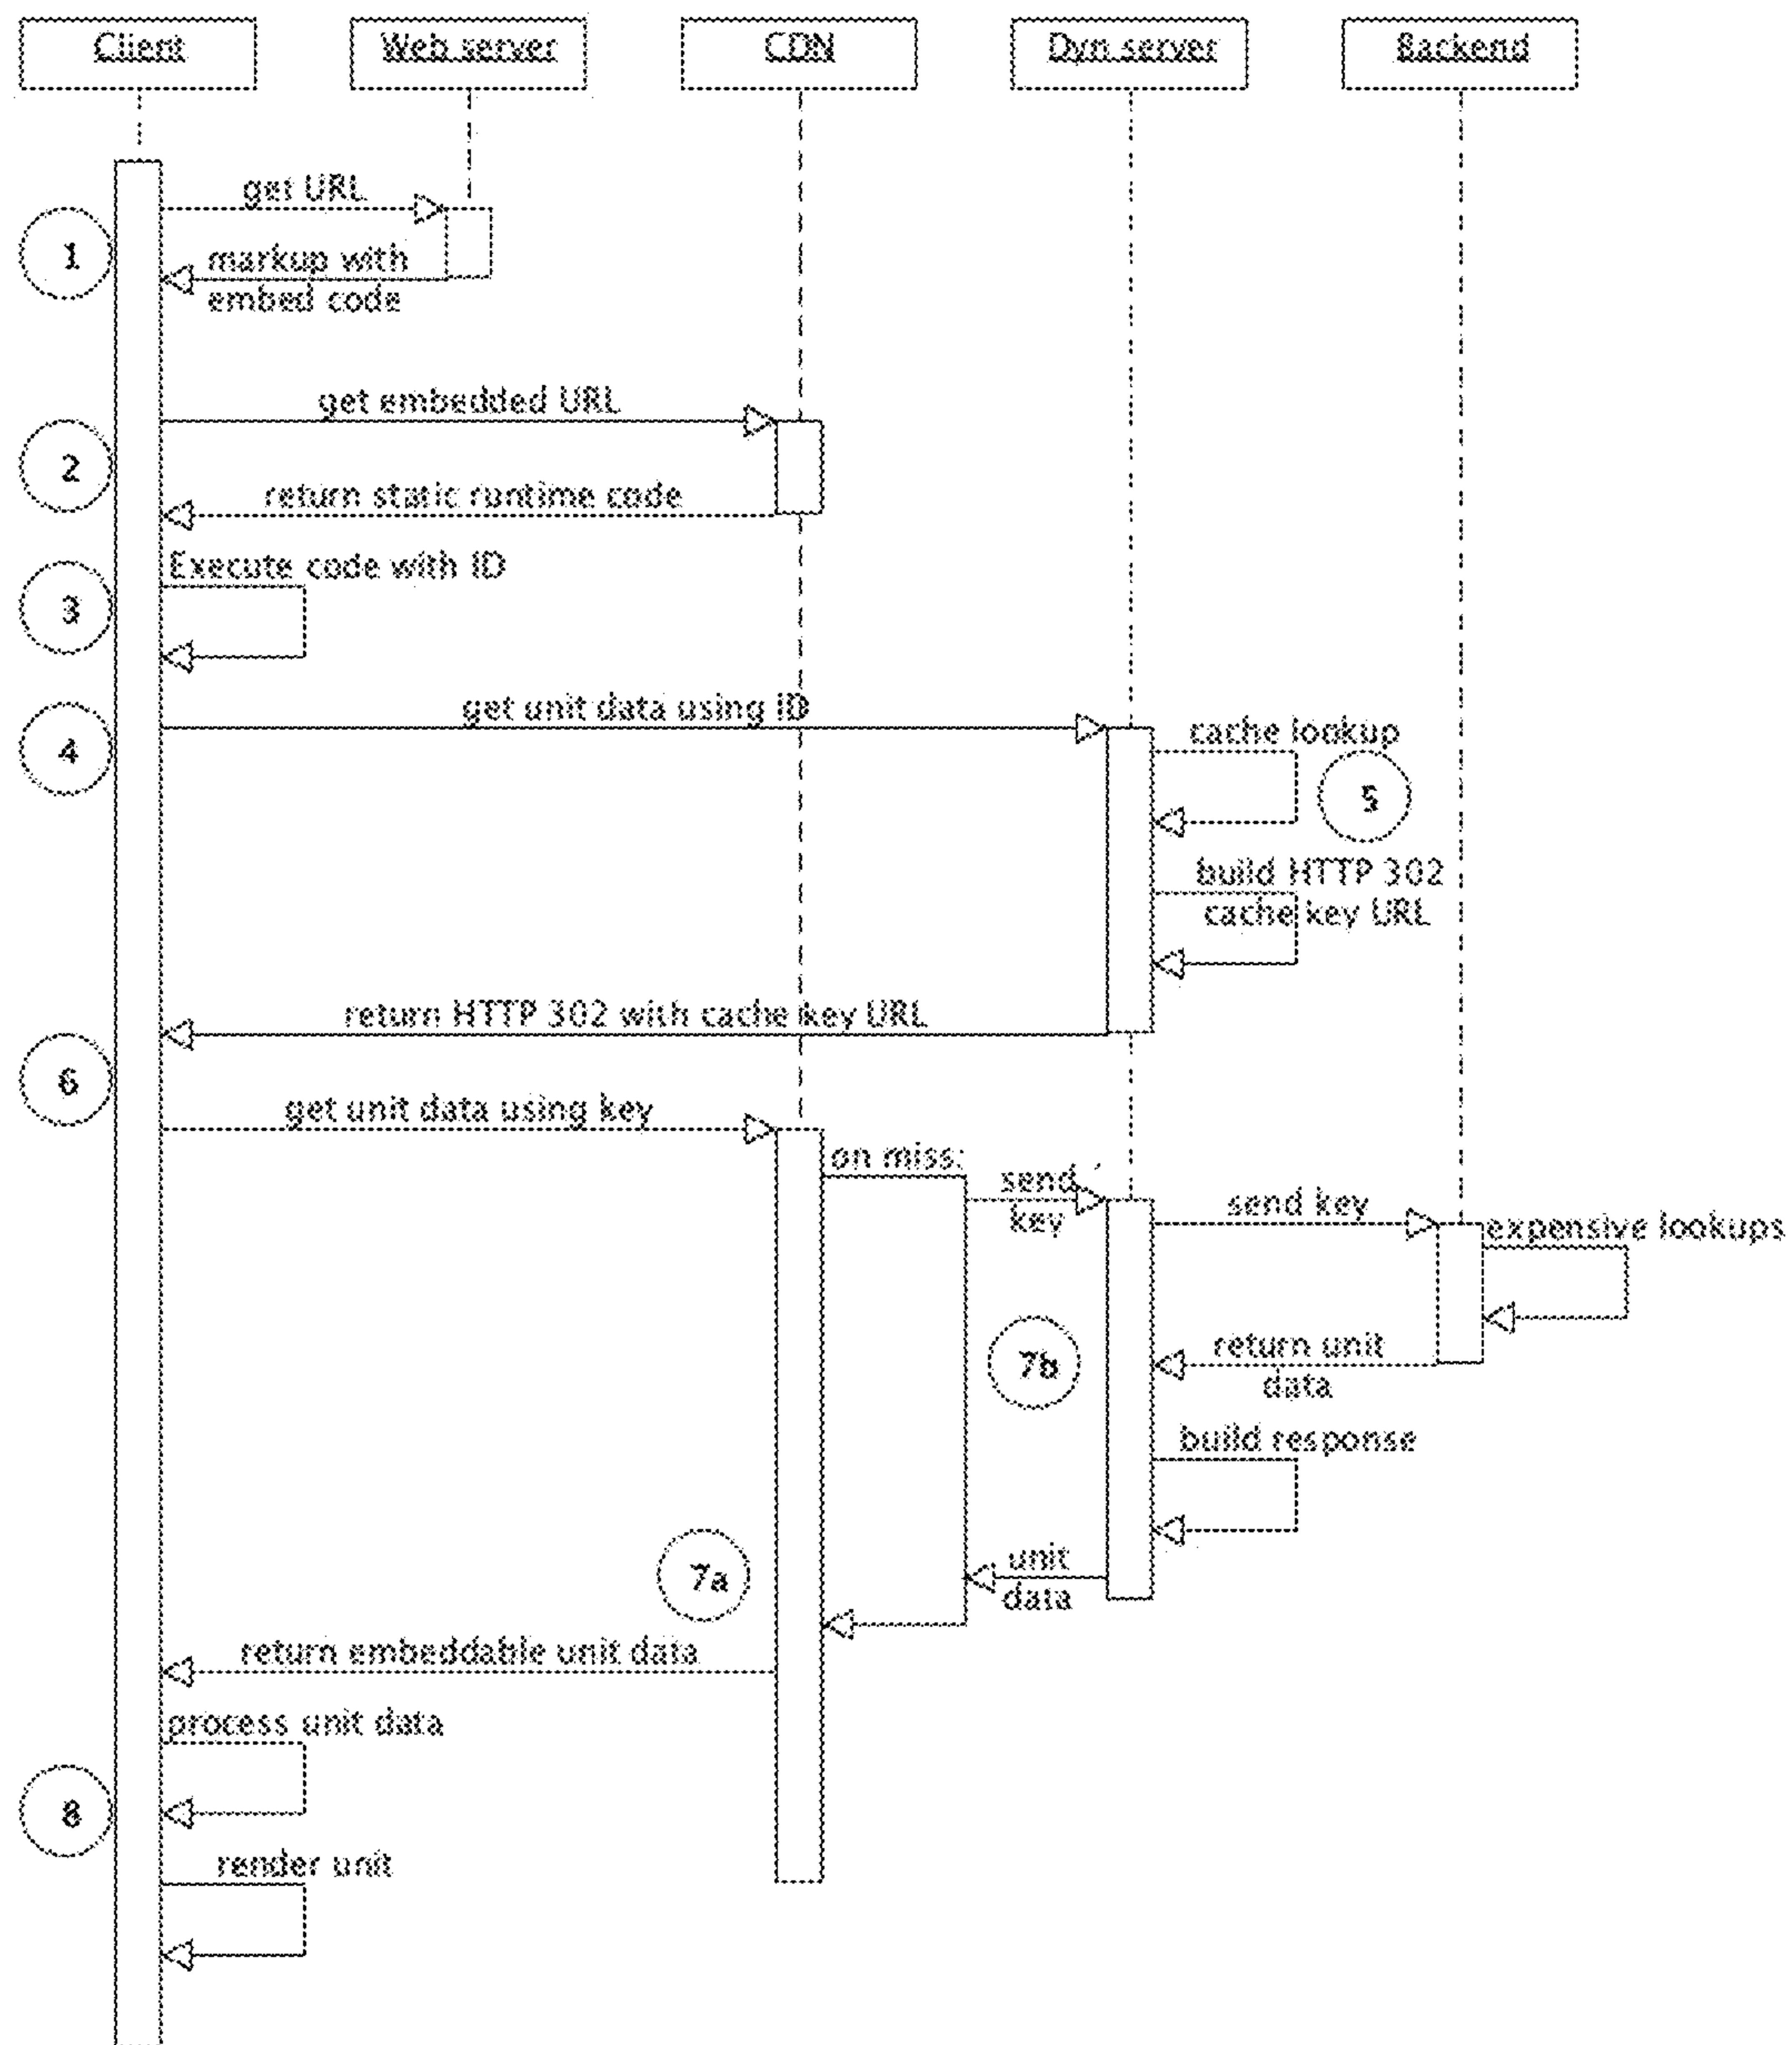 Client
Web server
CDN
Dyn server
Backend
get URL
1
markup with
embed code
get embedded URL
2
return static runtime code
Execute code with ID
3
get unit data using ID
4
cache lookup
5
build HTTP 302
cache key URL
return HTTP 302 with cache key URL
6
get unit data using key
on miss:
send
key
send key
expensive lookups
7b
return unit
data
build response
7a
unit
data
return embeddable unit data
process unit data
8
render unit